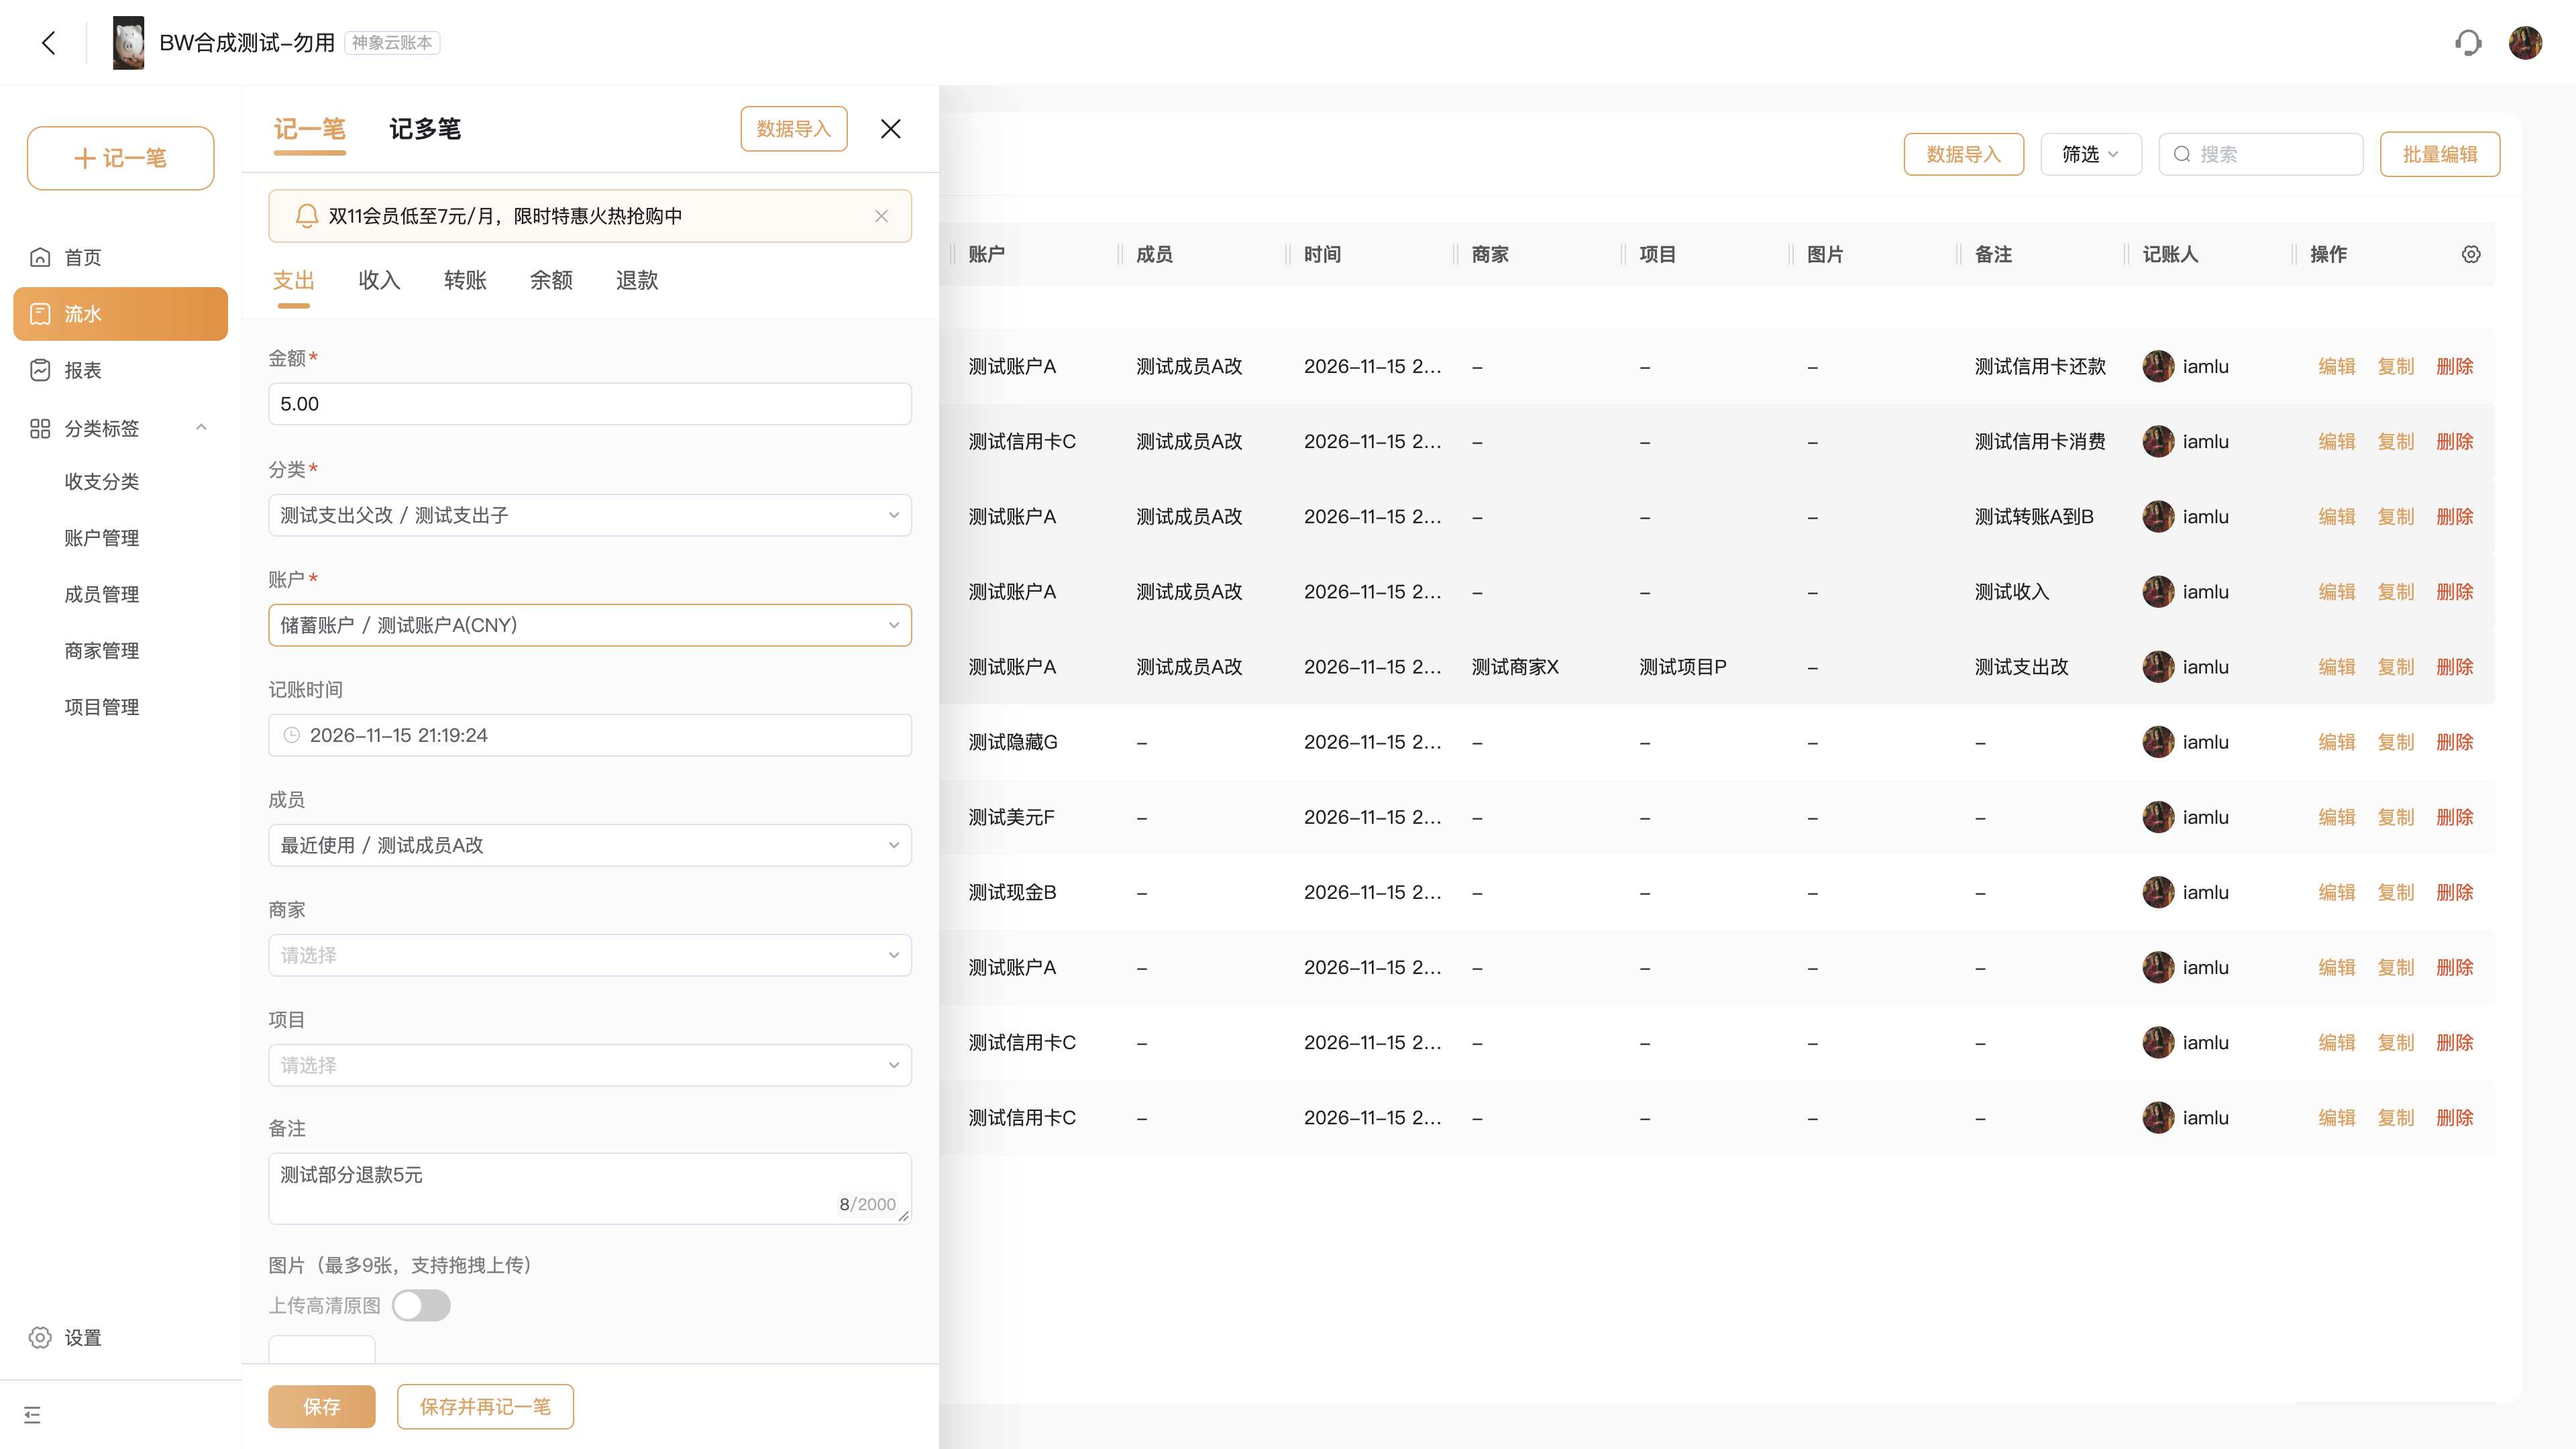 BW合成测试-勿用 神象云账本
记一笔
首页
流水
报表
分类标签
收支分类
账户管理
成员管理
商家管理
项目管理
设置
记一笔 记多笔 数据导入
双11会员低至7元/月，限时特惠火热抢购中
支出 收入 转账 余额 退款
金额*
5.00
分类*
测试支出父改 / 测试支出子
账户*
储蓄账户 / 测试账户A(CNY)
记账时间
2026-11-15 21:19:24
成员
最近使用 / 测试成员A改
商家
请选择
项目
请选择
备注
测试部分退款5元
8/2000
图片（最多9张，支持拖拽上传）
上传高清原图
保存 保存并再记一笔
数据导入 筛选 搜索 批量编辑
账户 成员 时间 商家 项目 图片 备注 记账人 操作
测试账户A 测试成员A改 2026-11-15 2... - - - 测试信用卡还款 iamlu 编辑 复制 删除
测试信用卡C 测试成员A改 2026-11-15 2... - - - 测试信用卡消费 iamlu 编辑 复制 删除
测试账户A 测试成员A改 2026-11-15 2... - - - 测试转账A到B iamlu 编辑 复制 删除
测试账户A 测试成员A改 2026-11-15 2... - - - 测试收入 iamlu 编辑 复制 删除
测试账户A 测试成员A改 2026-11-15 2... 测试商家X 测试项目P - 测试支出改 iamlu 编辑 复制 删除
测试隐藏G - 2026-11-15 2... - - - - iamlu 编辑 复制 删除
测试美元F - 2026-11-15 2... - - - - iamlu 编辑 复制 删除
测试现金B - 2026-11-15 2... - - - - iamlu 编辑 复制 删除
测试账户A - 2026-11-15 2... - - - - iamlu 编辑 复制 删除
测试信用卡C - 2026-11-15 2... - - - - iamlu 编辑 复制 删除
测试信用卡C - 2026-11-15 2... - - - - iamlu 编辑 复制 删除